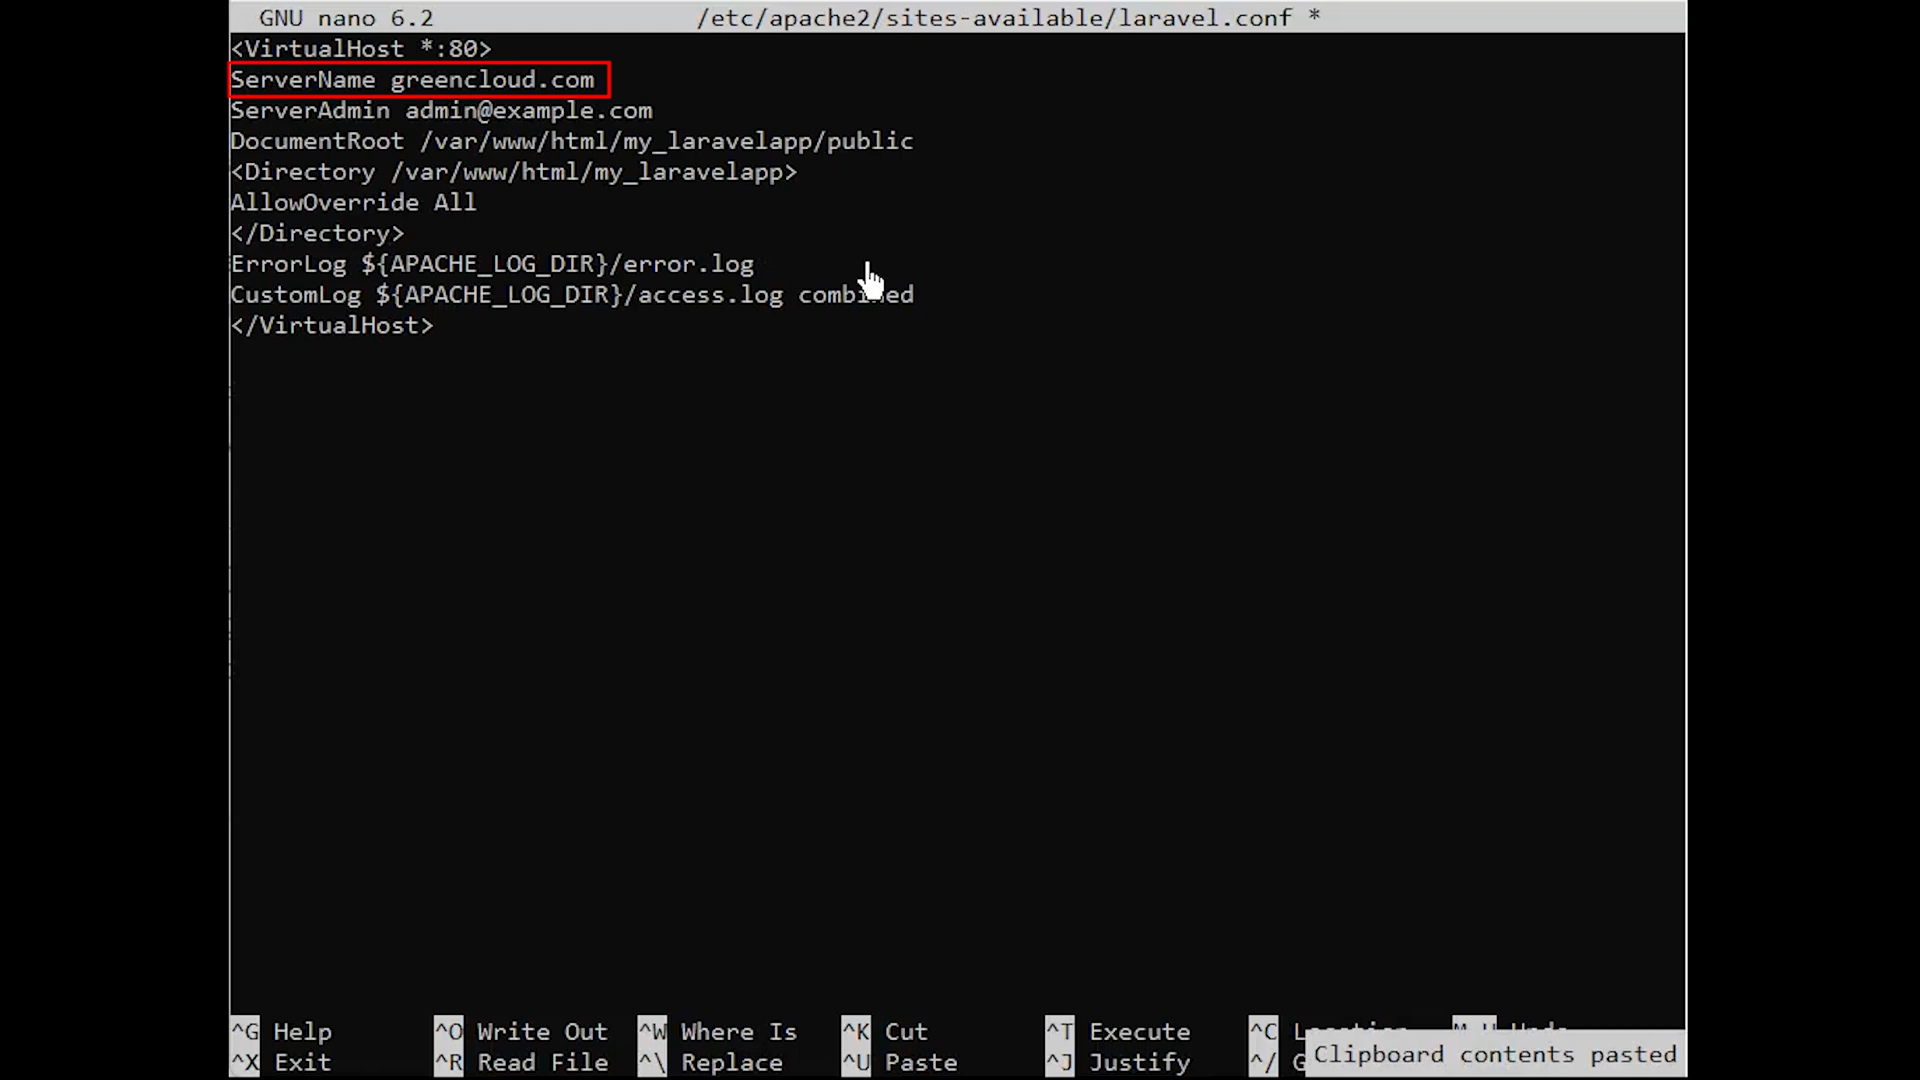 GNU nano 6.2 /etc/apache2/sites-available/laravel.conf *
<VirtualHost *:80>
ServerName greencloud.com
ServerAdmin admin@example.com
DocumentRoot /var/www/html/my_laravelapp/public
<Directory /var/www/html/my_laravelapp>
AllowOverride All
</Directory>
ErrorLog ${APACHE_LOG_DIR}/error.log
CustomLog ${APACHE_LOG_DIR}/access.log combined
</VirtualHost>
^G Help ^O Write Out ^W Where Is ^K Cut ^T Execute ^C Location M-U Undo
^X Exit ^R Read File ^\ Replace ^U Paste ^J Justify ^/
Clipboard contents pasted